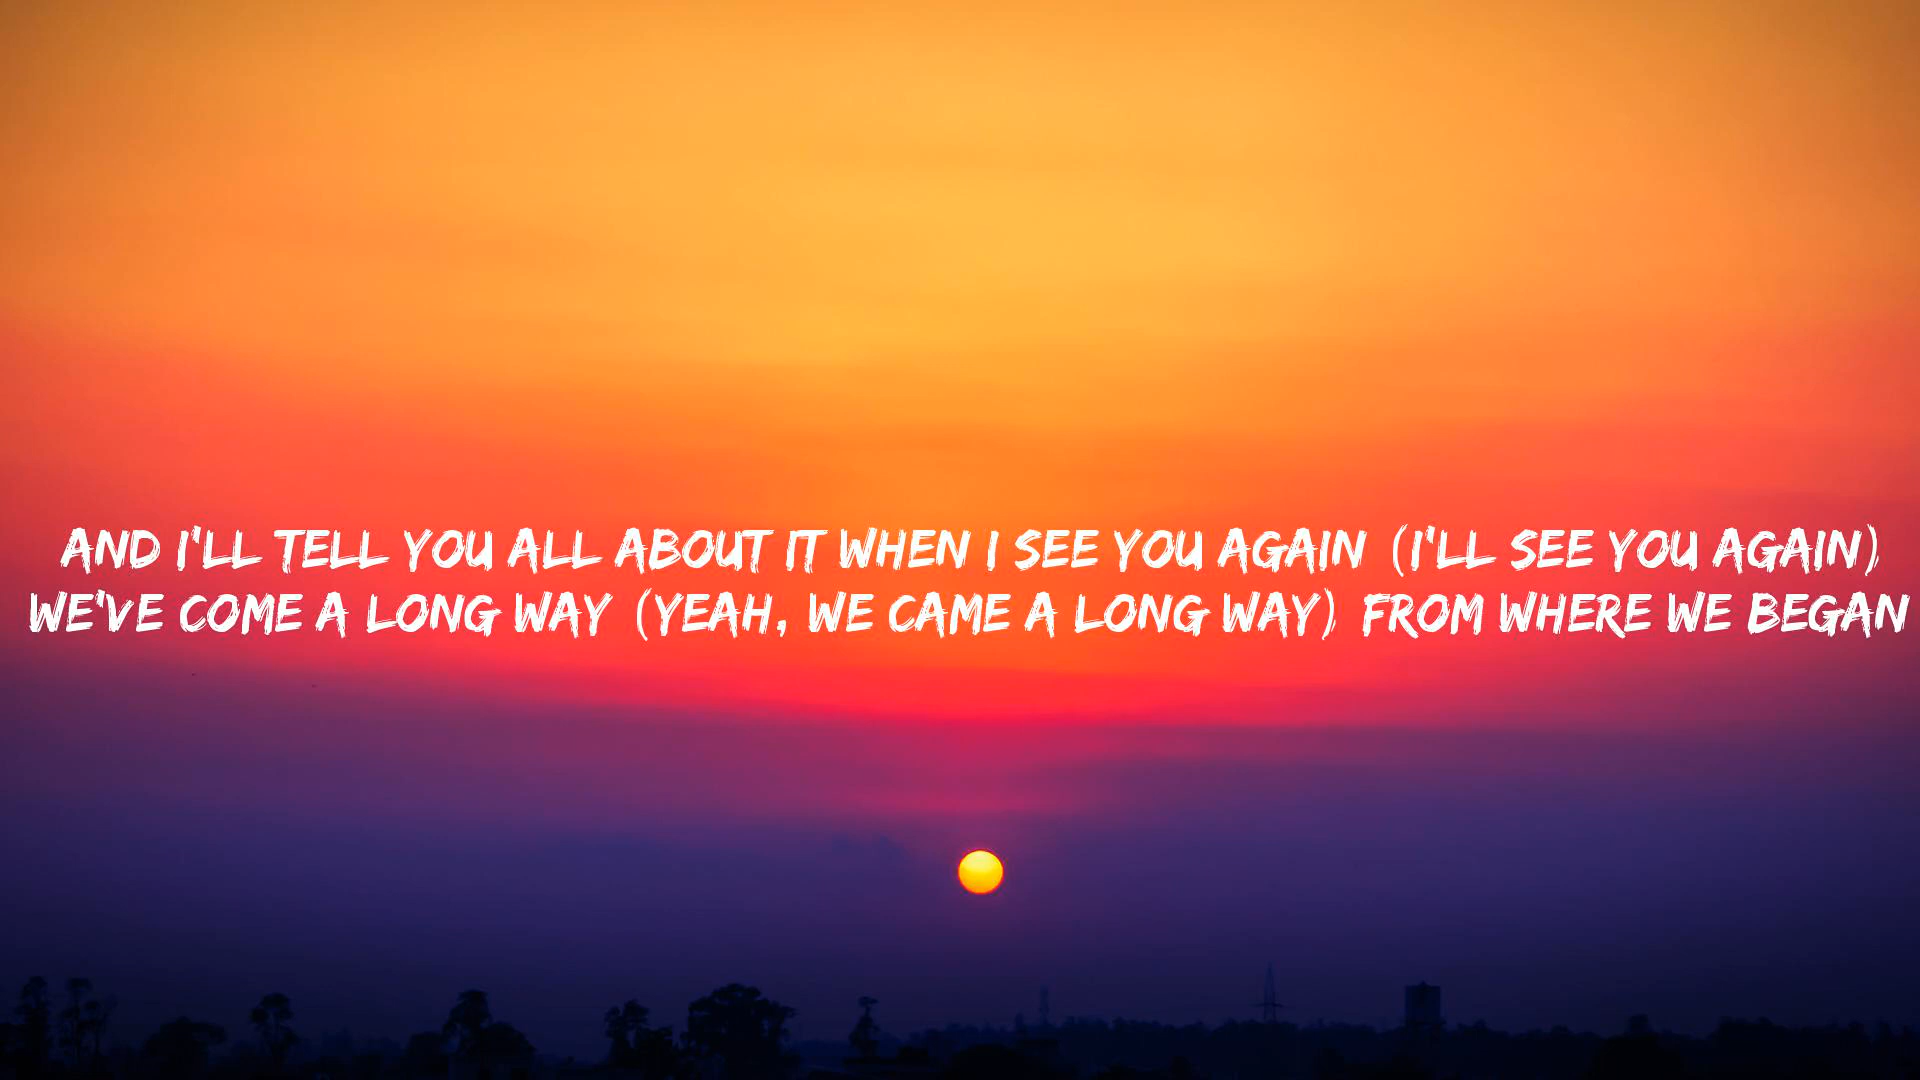 AND I'LL TELL YOU ALL ABOUT IT WHEN I SEE YOU AGAIN (I'LL SEE YOU AGAIN)
WE'VE COME A LONG WAY (YEAH, WE CAME A LONG WAY) FROM WHERE WE BEGAN